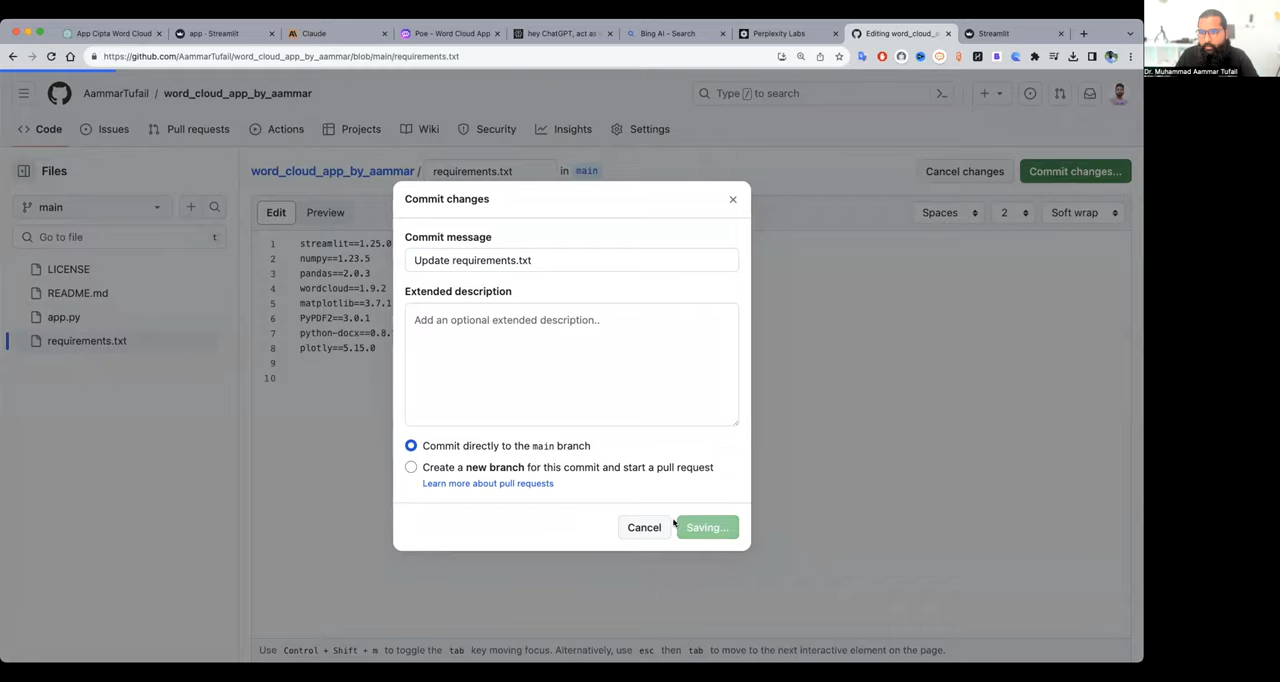 App Cipta Word Cloud
app · Streamlit
Claude
Poe - Word Cloud App
hey ChatGPT, act as
Bing AI - Search
Perplexity Labs
Editing word_cloud_a
Streamlit
https://github.com/AammarTufail/word_cloud_app_by_aammar/blob/main/requirements.txt
Dr. Muhammad Aammar Tufail
AammarTufail / word_cloud_app_by_aammar
Type / to search
Code
Issues
Pull requests
Actions
Projects
Wiki
Security
Insights
Settings
Files
word_cloud_app_by_aammar / requirements.txt in main
Cancel changes
Commit changes...
main
Edit
Preview
Spaces
2
Soft wrap
Go to file
t
LICENSE
README.md
app.py
requirements.txt
1 streamlit==1.25.0
2 numpy==1.23.5
3 pandas==2.0.3
4 wordcloud==1.9.2
5 matplotlib==3.7.1
6 PyPDF2==3.0.1
7 python-docx==0.8.
8 plotly==5.15.0
9
10
Commit changes
Commit message
Update requirements.txt
Extended description
Add an optional extended description..
Commit directly to the main branch
Create a new branch for this commit and start a pull request
Learn more about pull requests
Cancel
Saving...
Use Control + Shift + m to toggle the tab key moving focus. Alternatively, use esc then tab to move to the next interactive element on the page.